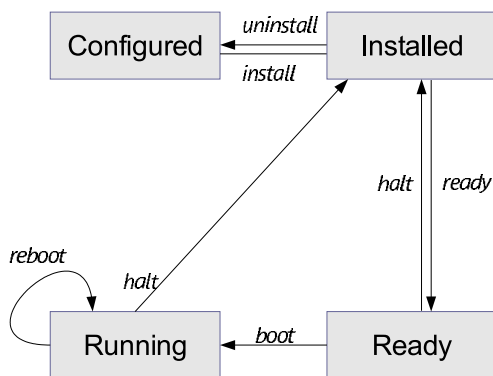 Configured
uninstall
install
Installed
halt
ready
reboot
halt
Running
boot
Ready